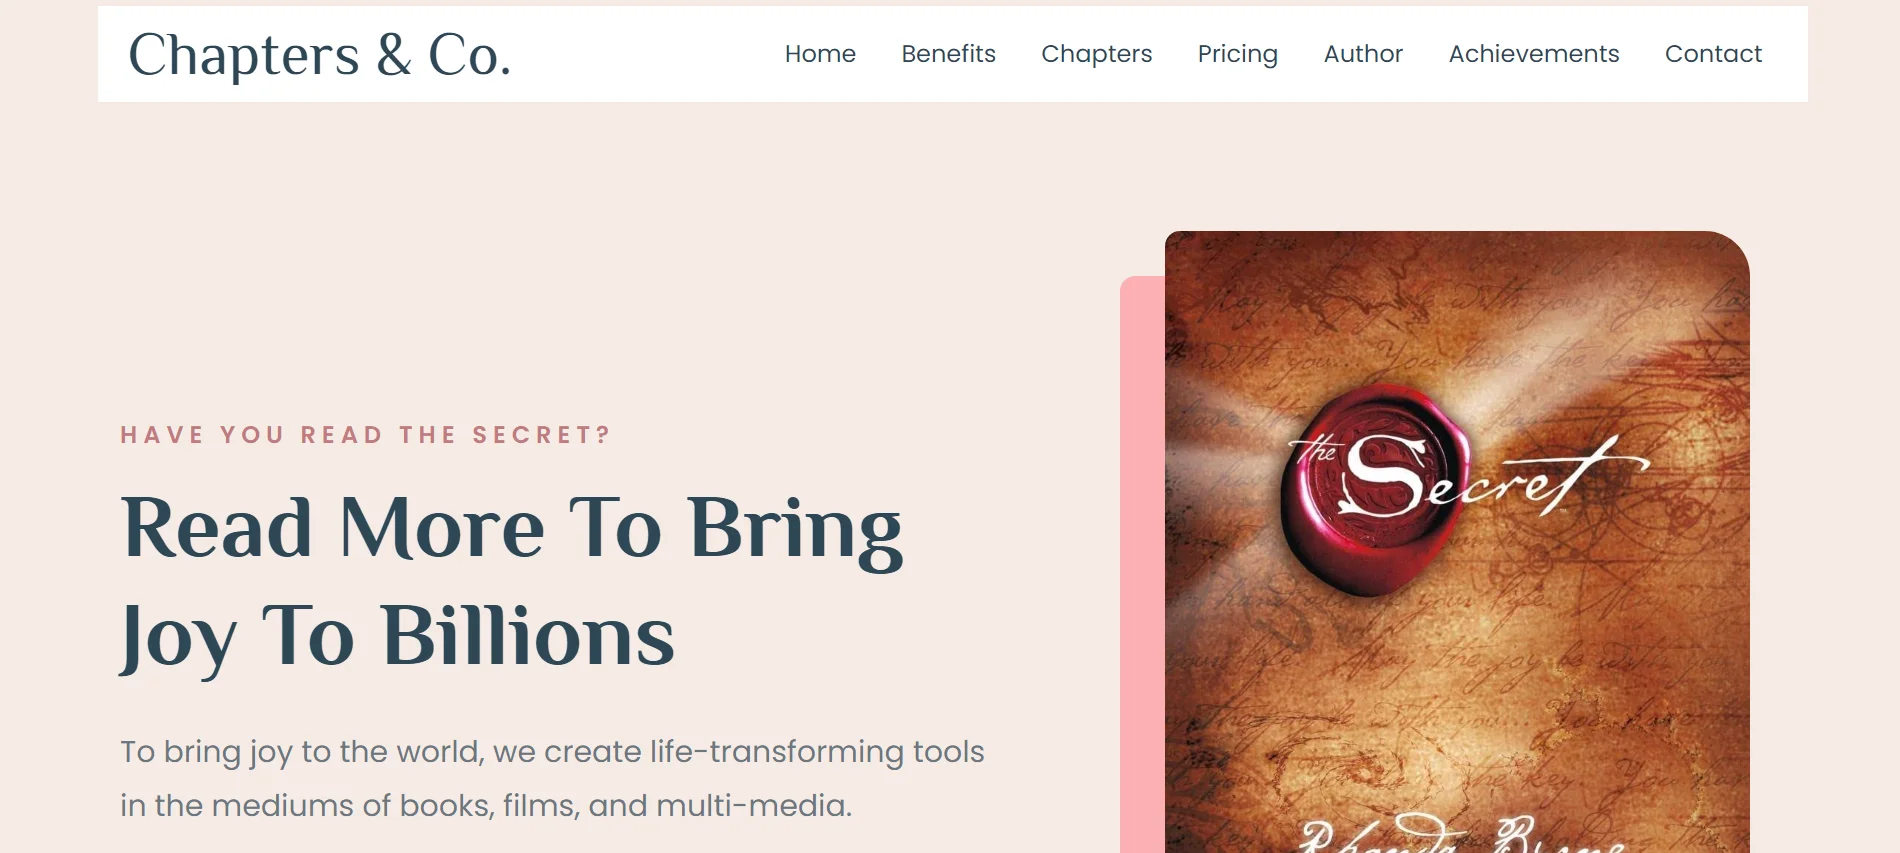 Chapters & Co.
Home Benefits Chapters Pricing Author Achievements Contact
HAVE YOU READ THE SECRET?
Read More To Bring
Joy To Billions
To bring joy to the world, we create life-transforming tools
in the mediums of books, films, and multi-media.
the Secret
Rhonda Byrne